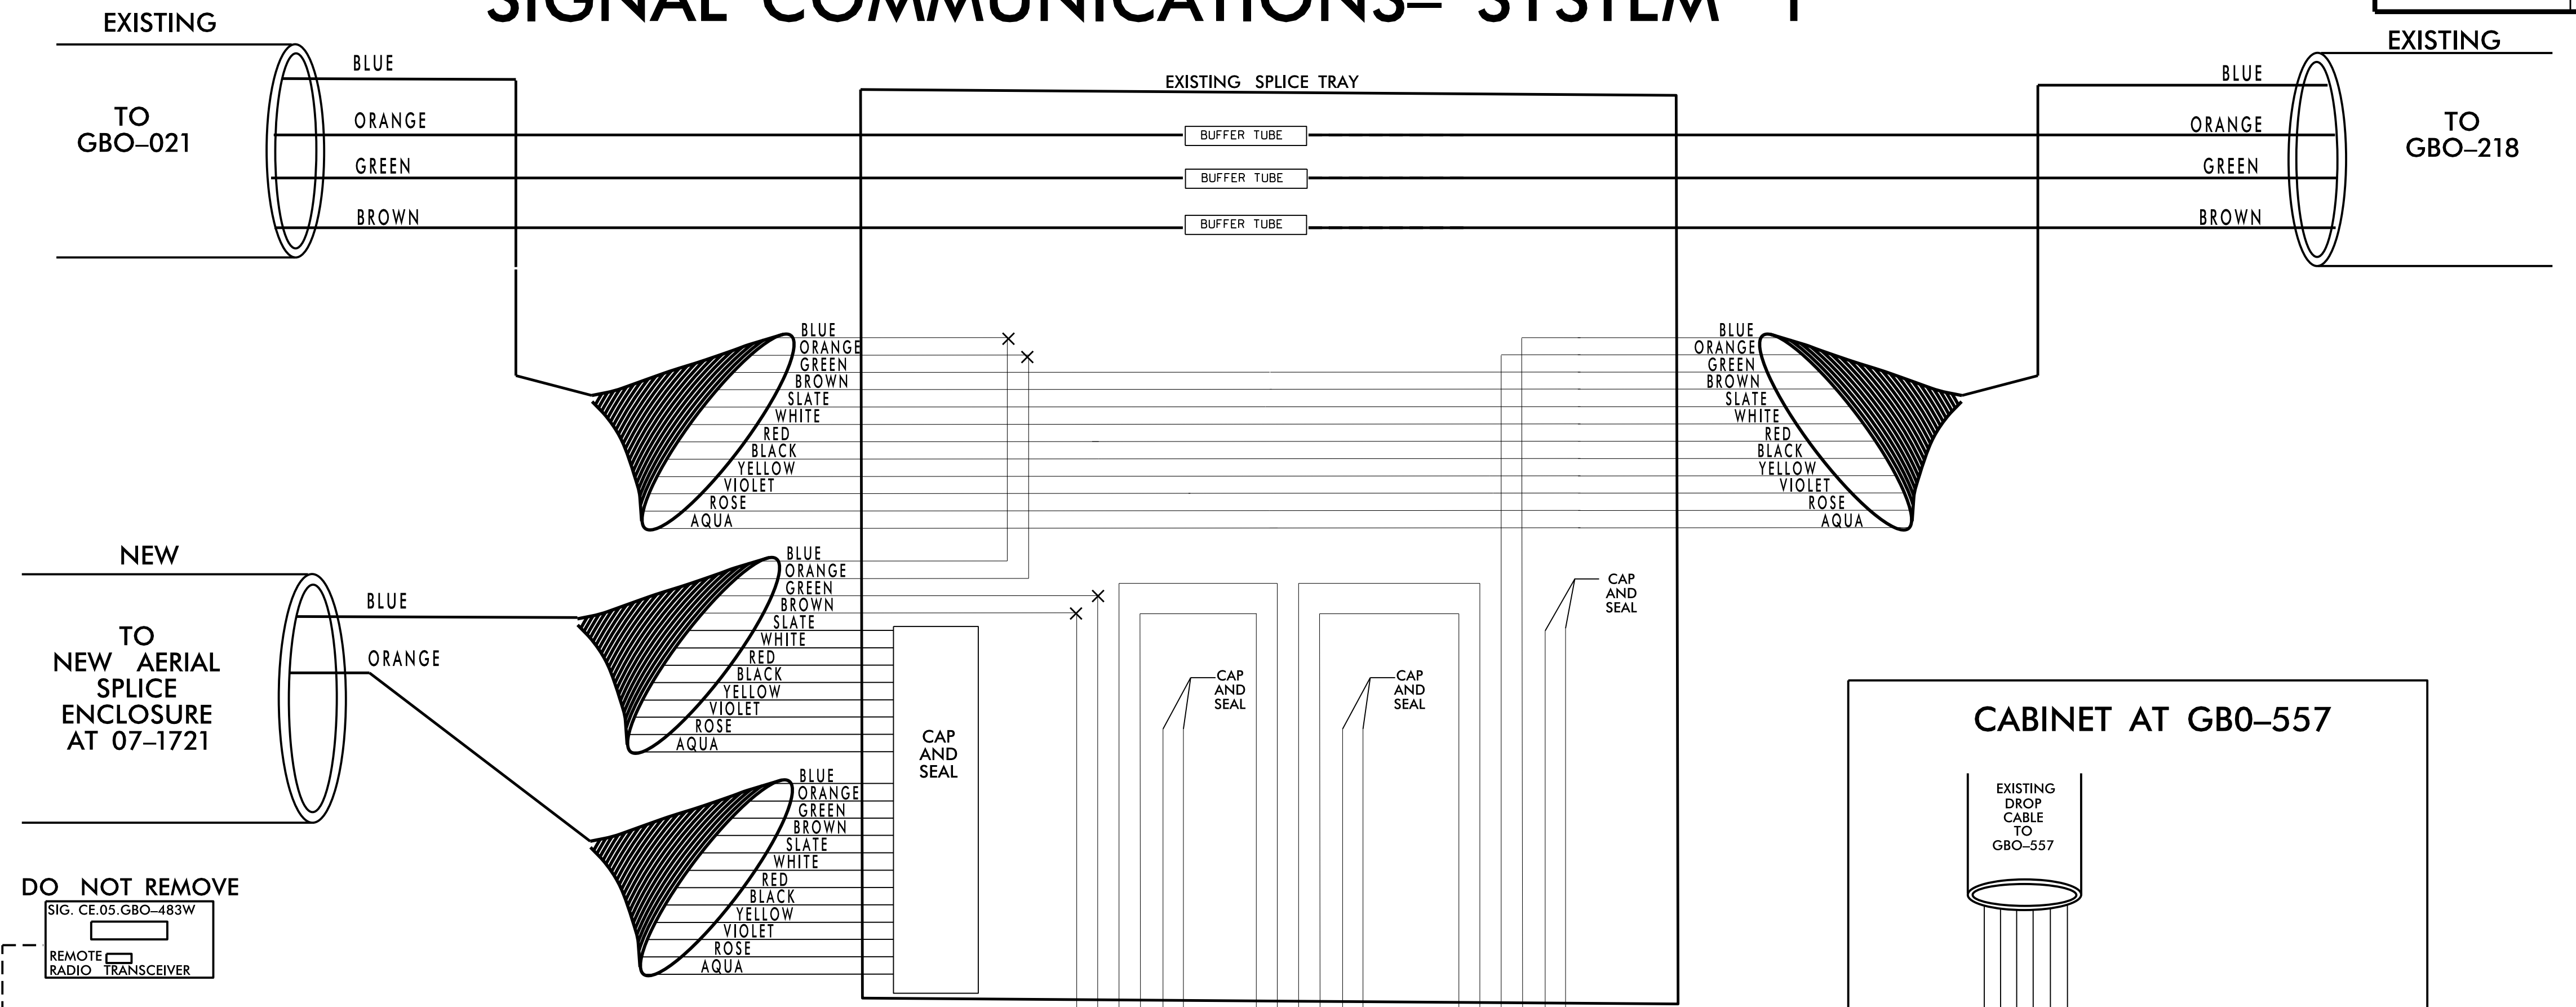 SIGNAL COMMUNICATIONS– SYSTEM 1
EXISTING
TO
GBO–021
BLUE
ORANGE
GREEN
BROWN
EXISTING SPLICE TRAY
BUFFER TUBE
BUFFER TUBE
BUFFER TUBE
EXISTING
BLUE
ORANGE
GREEN
BROWN
TO
GBO–218
BLUE
ORANGE
GREEN
BROWN
SLATE
WHITE
RED
BLACK
YELLOW
VIOLET
ROSE
AQUA
BLUE
ORANGE
GREEN
BROWN
SLATE
WHITE
RED
BLACK
YELLOW
VIOLET
ROSE
AQUA
NEW
TO
NEW AERIAL
SPLICE
ENCLOSURE
AT 07–1721
BLUE
ORANGE
BLUE
ORANGE
GREEN
BROWN
SLATE
WHITE
RED
BLACK
YELLOW
VIOLET
ROSE
AQUA
BLUE
ORANGE
GREEN
BROWN
SLATE
WHITE
RED
BLACK
YELLOW
VIOLET
ROSE
AQUA
CAP
AND
SEAL
CAP
AND
SEAL
CAP
AND
SEAL
CAP
AND
SEAL
DO NOT REMOVE
SIG. CE.05.GBO–483W
REMOTE
RADIO TRANSCEIVER
CABINET AT GB0–557
EXISTING
DROP
CABLE
TO
GBO–557